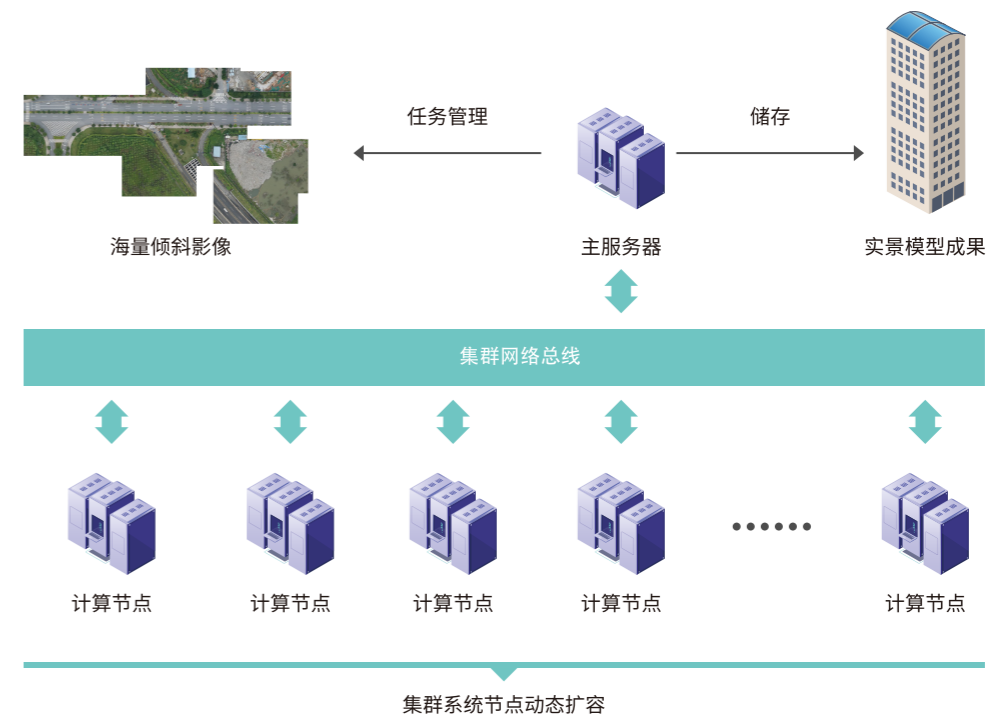 任务管理
储存
海量倾斜影像
主服务器
实景模型成果
集群网络总线
计算节点
计算节点
计算节点
计算节点
计算节点
集群系统节点动态扩容